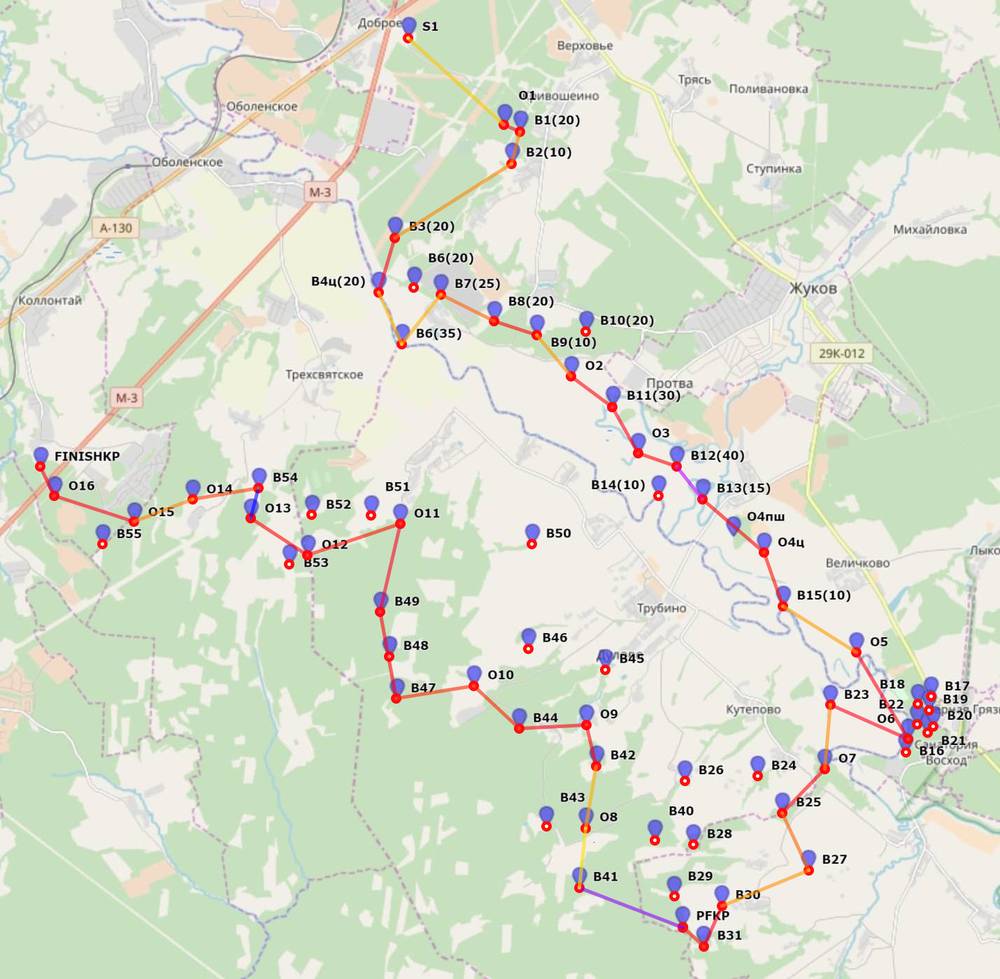 Доброе
S1
Верховье
O1
Трясь
Поливановка
Оболенское
B1(20)
B2(10)
Оболенское
Ступинка
М-3
А-130
B3(20)
Михайловка
B6(20)
B4ц(20)
B7(25)
Жуков
Коллонтай
B8(20)
B10(20)
B6(35)
B9(10)
29К-012
O2
Трехсвятское
Протва
М-3
B11(30)
O3
FINISHKP
B12(40)
B54
O16
O14
B51
B14(10)
B13(15)
B52
O13
O15
O11
O4пш
B55
B50
O12
O4ц
B53
Величково
B15(10)
B49
Трубино
B46
O5
B48
B45
O10
B18
B17
B47
B23
B22
B19
Кутепово
O9
O6
B20
B44
B21
Санатория
Восход
B16
B42
O7
B24
B26
B43
B25
B40
O8
B28
B27
B41
B29
B30
PFKP
B31